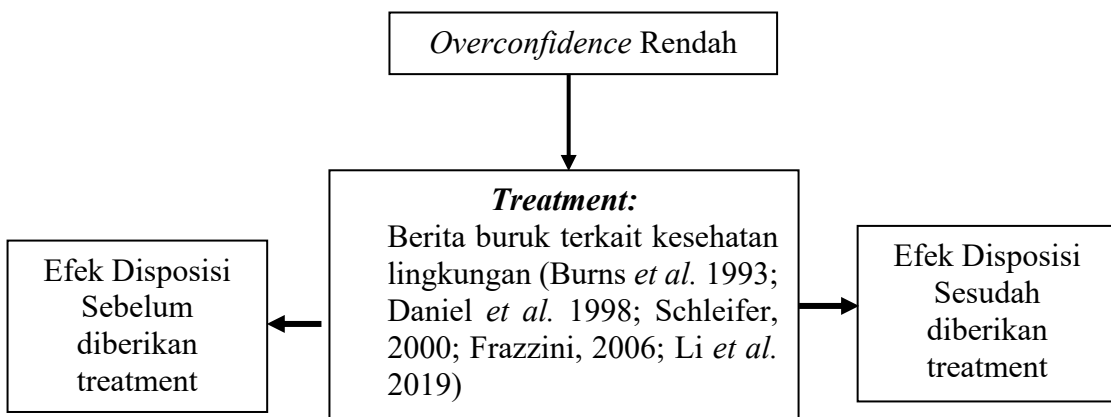 Overconfidence Rendah
Treatment:
Berita buruk terkait kesehatan
lingkungan (Burns et al. 1993;
Daniel et al. 1998; Schleifer,
2000; Frazzini, 2006; Li et al.
2019)
Efek Disposisi
Sebelum
diberikan
treatment
Efek Disposisi
Sesudah
diberikan
treatment